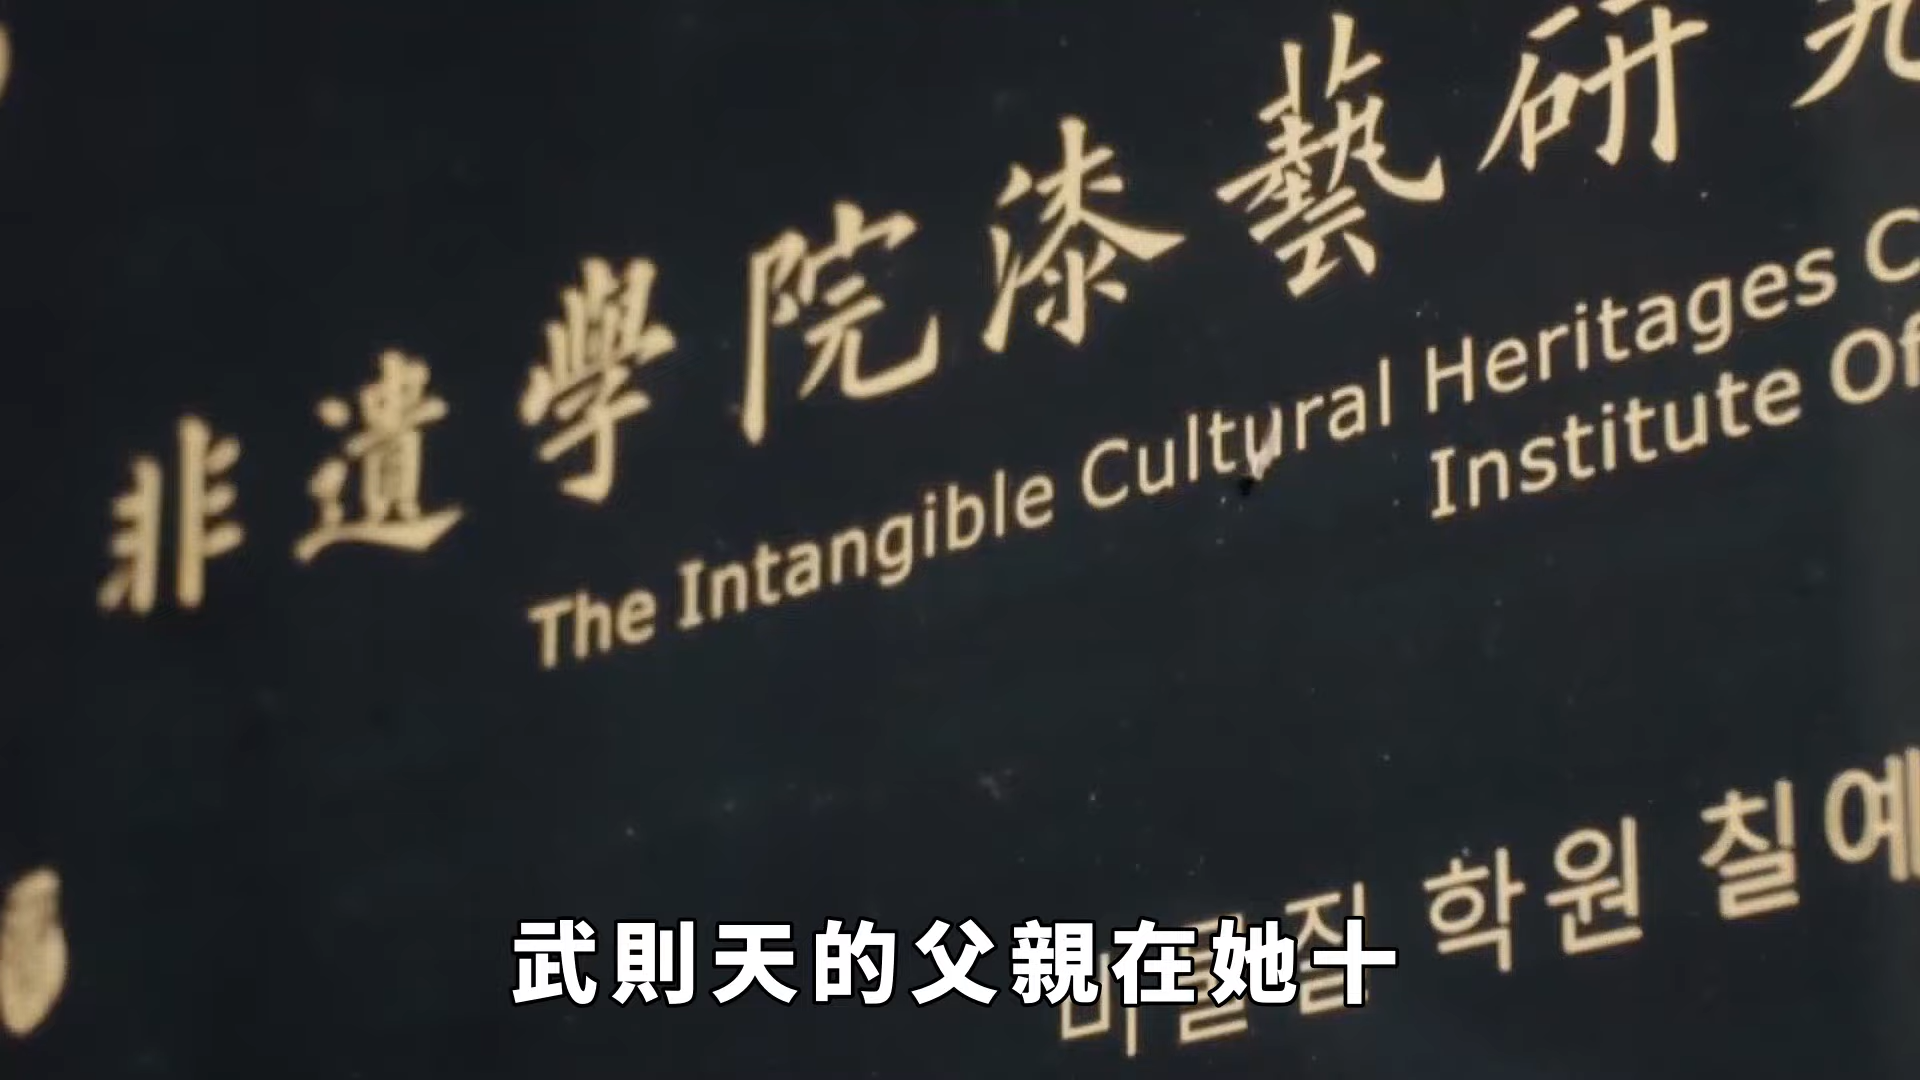 非遺學院漆藝研究
The Intangible Cultural Heritages C
Institute Of
학원 칠예
武則天的父親在她十